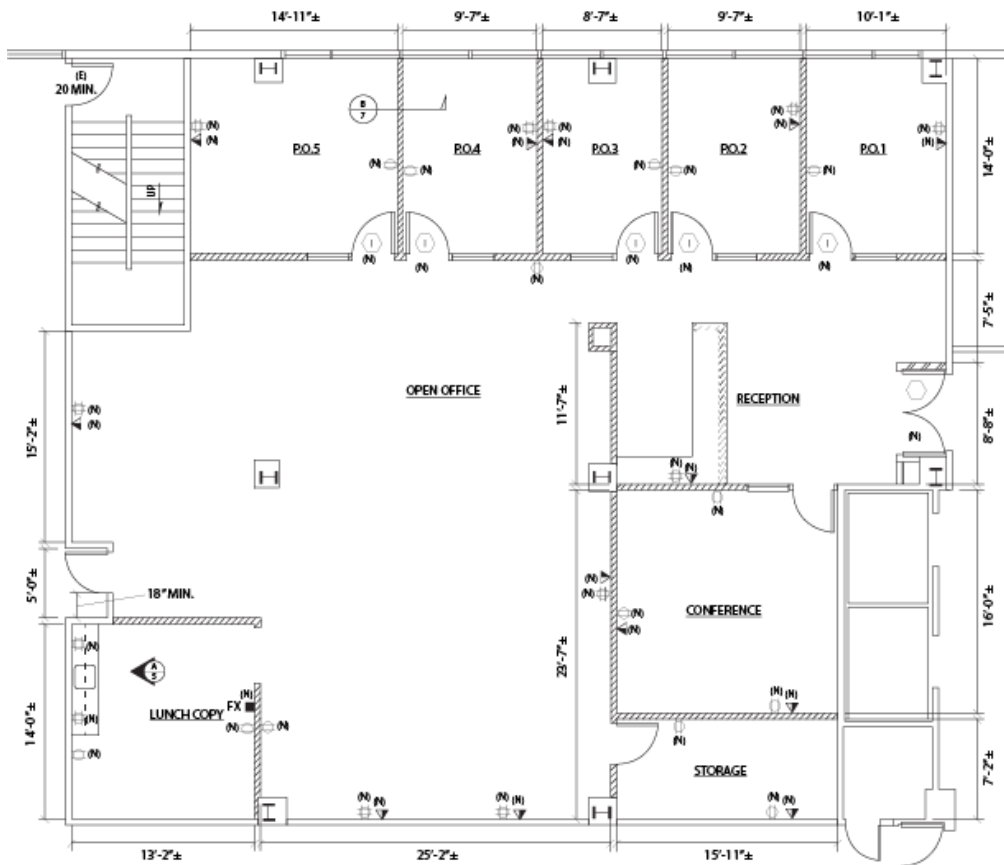 14'-11"±
9'-7"±
8'-7"±
9'-7"±
10'-1"±
(E)
20 MIN.
B
7
(N)
(N)
(N)
(N)
(N)
(N)
(N)
(N)
(N)
(N)
P.O.5
P.O.4
P.O.3
P.O.2
P.O.1
14'-0"±
(N)
(N)
(N)
(N)
(N)
UP
I
I
I
I
I
(N)
(N)
(N)
(N)
(N)
(N)
7'-5"±
OPEN OFFICE
RECEPTION
11'-7"±
8'-8"±
15'-2"±
(N)
(N)
(N)
(N)
(N)
(N)
5'-0"±
18" MIN.
(N)
(N)
(N)
(N)
CONFERENCE
16'-0"±
23'-7"±
A
5
LUNCH COPY
14'-0"±
(N)
(N)
(N)
(N)
FX
(N)
(N)
(N)
(N)
(N)
STORAGE
7'-2"±
(N)
(N)
(N)
(N)
(N)
(N)
13'-2"±
25'-2"±
15'-11"±